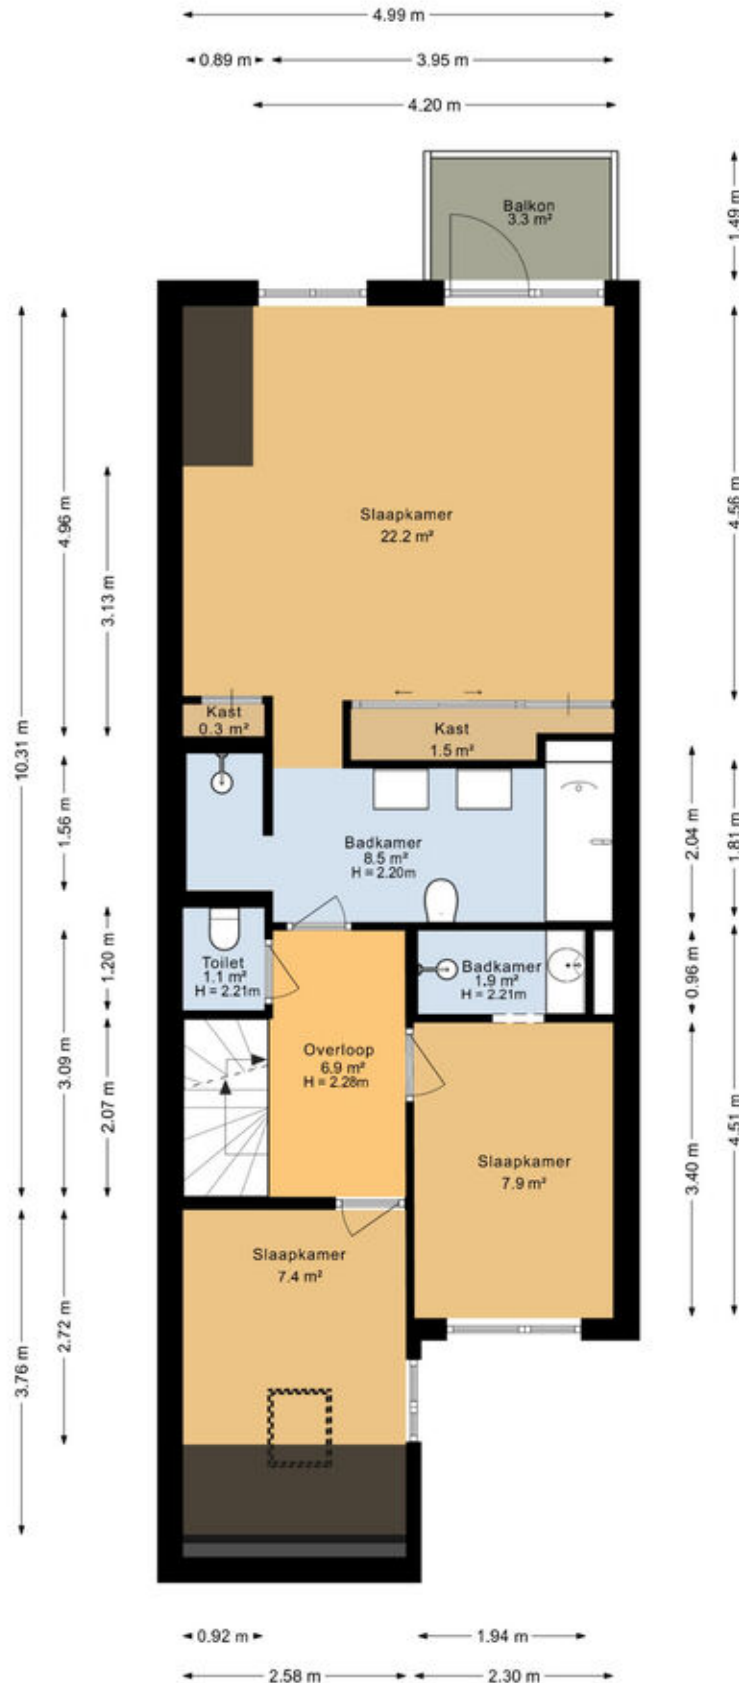 4.99 m
0.89 m
3.95 m
4.20 m
1.49 m
Balkon
3.3 m²
4.96 m
4.56 m
Slaapkamer
22.2 m²
3.13 m
10.31 m
Kast
0.3 m²
Kast
1.5 m²
1.56 m
2.04 m
1.81 m
Badkamer
8.5 m²
H = 2.20m
1.20 m
Toilet
1.1 m²
H = 2.21m
Badkamer
1.9 m²
H = 2.21m
0.96 m
3.09 m
2.07 m
Overloop
6.9 m²
H = 2.28m
4.51 m
3.40 m
Slaapkamer
7.9 m²
Slaapkamer
7.4 m²
2.72 m
3.76 m
0.92 m
1.94 m
2.58 m
2.30 m